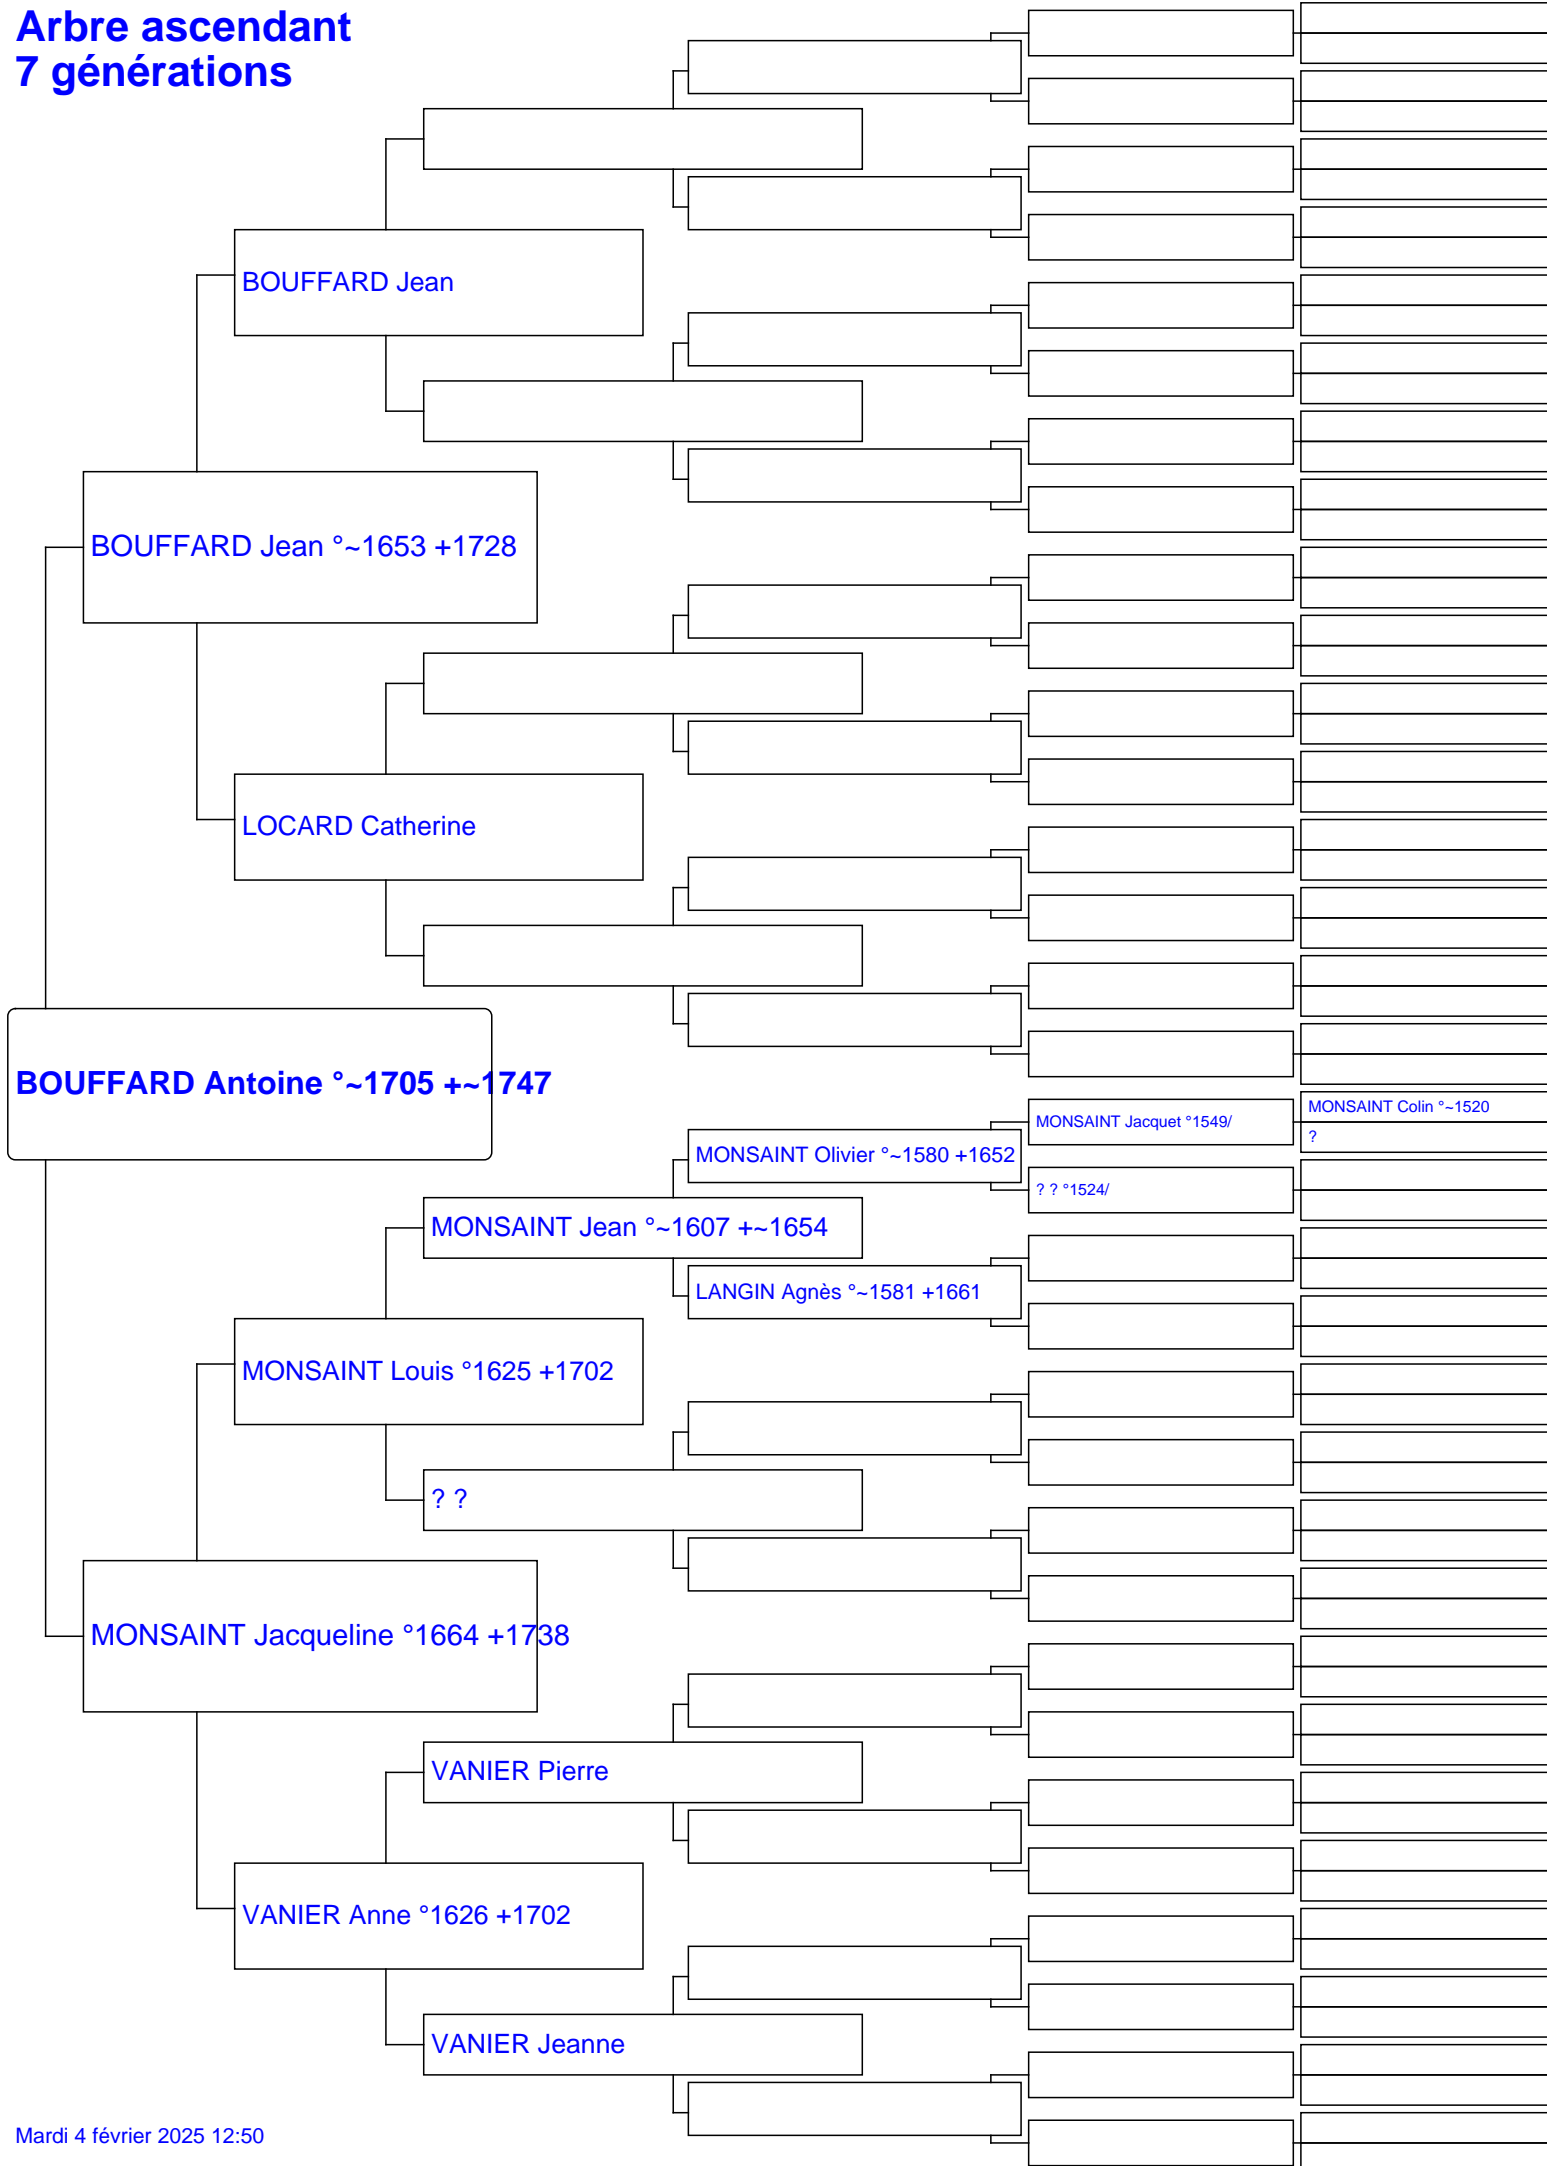 Arbre ascendant
7 générations
BOUFFARD Jean
BOUFFARD Jean °~1653 +1728
LOCARD Catherine
BOUFFARD Antoine °~1705 +~1747
MONSAINT Colin °~1520
MONSAINT Jacquet °1549/
?
MONSAINT Olivier °~1580 +1652
? ? °1524/
MONSAINT Jean °~1607 +~1654
LANGIN Agnès °~1581 +1661
MONSAINT Louis °1625 +1702
? ?
MONSAINT Jacqueline °1664 +1738
VANIER Pierre
VANIER Anne °1626 +1702
VANIER Jeanne
Mardi 4 février 2025 12:50